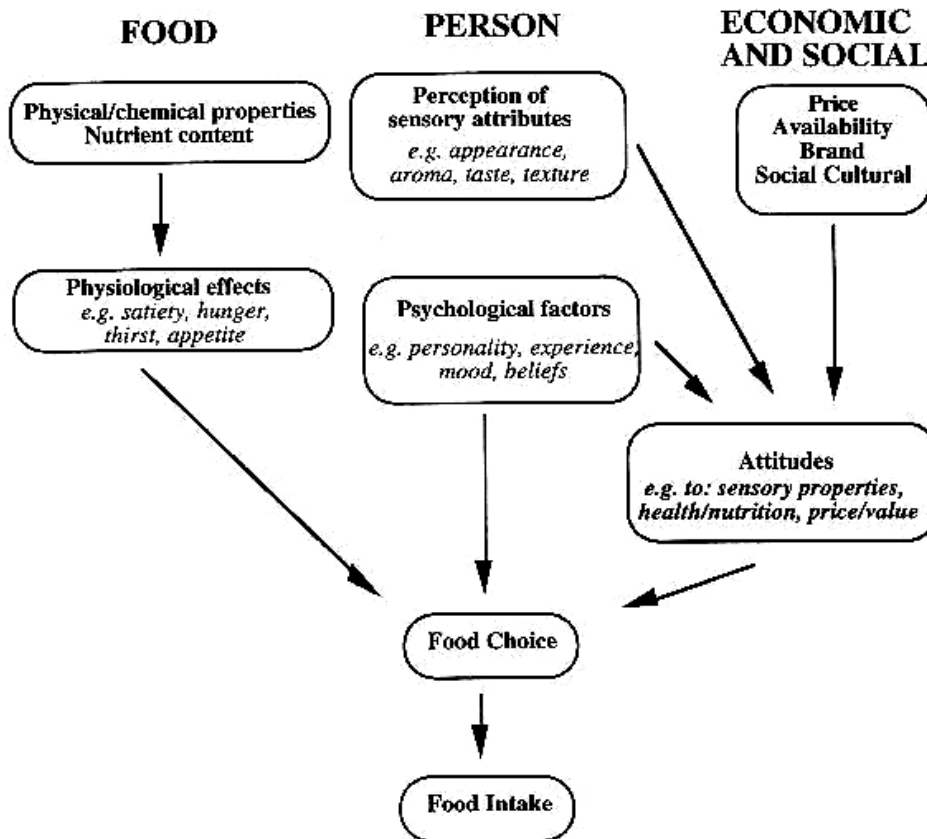 FOOD
PERSON
ECONOMIC
AND SOCIAL
Physical/chemical properties
Nutrient content
Perception of
sensory attributes
e.g. appearance,
aroma, taste, texture
Price
Availability
Brand
Social Cultural
Physiological effects
e.g. satiety, hunger,
thirst, appetite
Psychological factors
e.g. personality, experience,
mood, beliefs
Attitudes
e.g. to: sensory properties,
health/nutrition, price/value
Food Choice
Food Intake